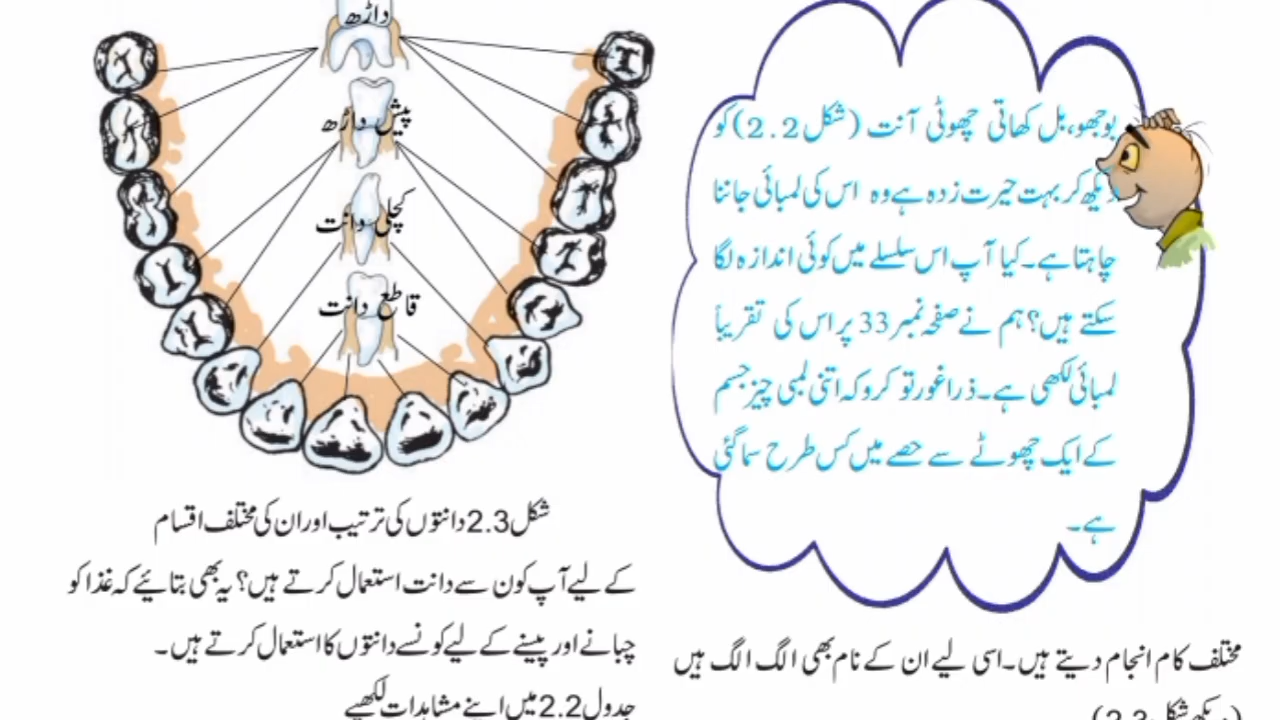 بوجھو، بل کھاتی چھوٹی آنت (شکل 2.2) کو
دیکھ کر بہت حیرت زدہ ہے وہ اس کی لمبائی جاننا
چاہتا ہے۔ کیا آپ اس سلسلے میں کوئی اندازہ لگا
سکتے ہیں؟ ہم نے صفحہ نمبر 33 پر اس کی تقریباً
لمبائی لکھی ہے۔ ذرا غور تو کرو کہ اتنی لمبی چیز جسم
کے ایک چھوٹے سے حصے میں کس طرح سما گئی
ہے۔
مختلف کام انجام دیتے ہیں۔ اسی لیے ان کے نام بھی الگ الگ ہیں
(دیکھو شکل 2.3)
داڑھ
پیش داڑھ
کچلی دانت
قاطع دانت
شکل 2.3 دانتوں کی ترتیب اور ان کی مختلف اقسام
کے لیے آپ کون سے دانت استعمال کرتے ہیں؟ یہ بھی بتائیے کہ غذا کو
چبانے اور پیسنے کے لیے کونسے دانتوں کا استعمال کرتے ہیں۔
جدول 2.2 میں اپنے مشاہدات لکھیے